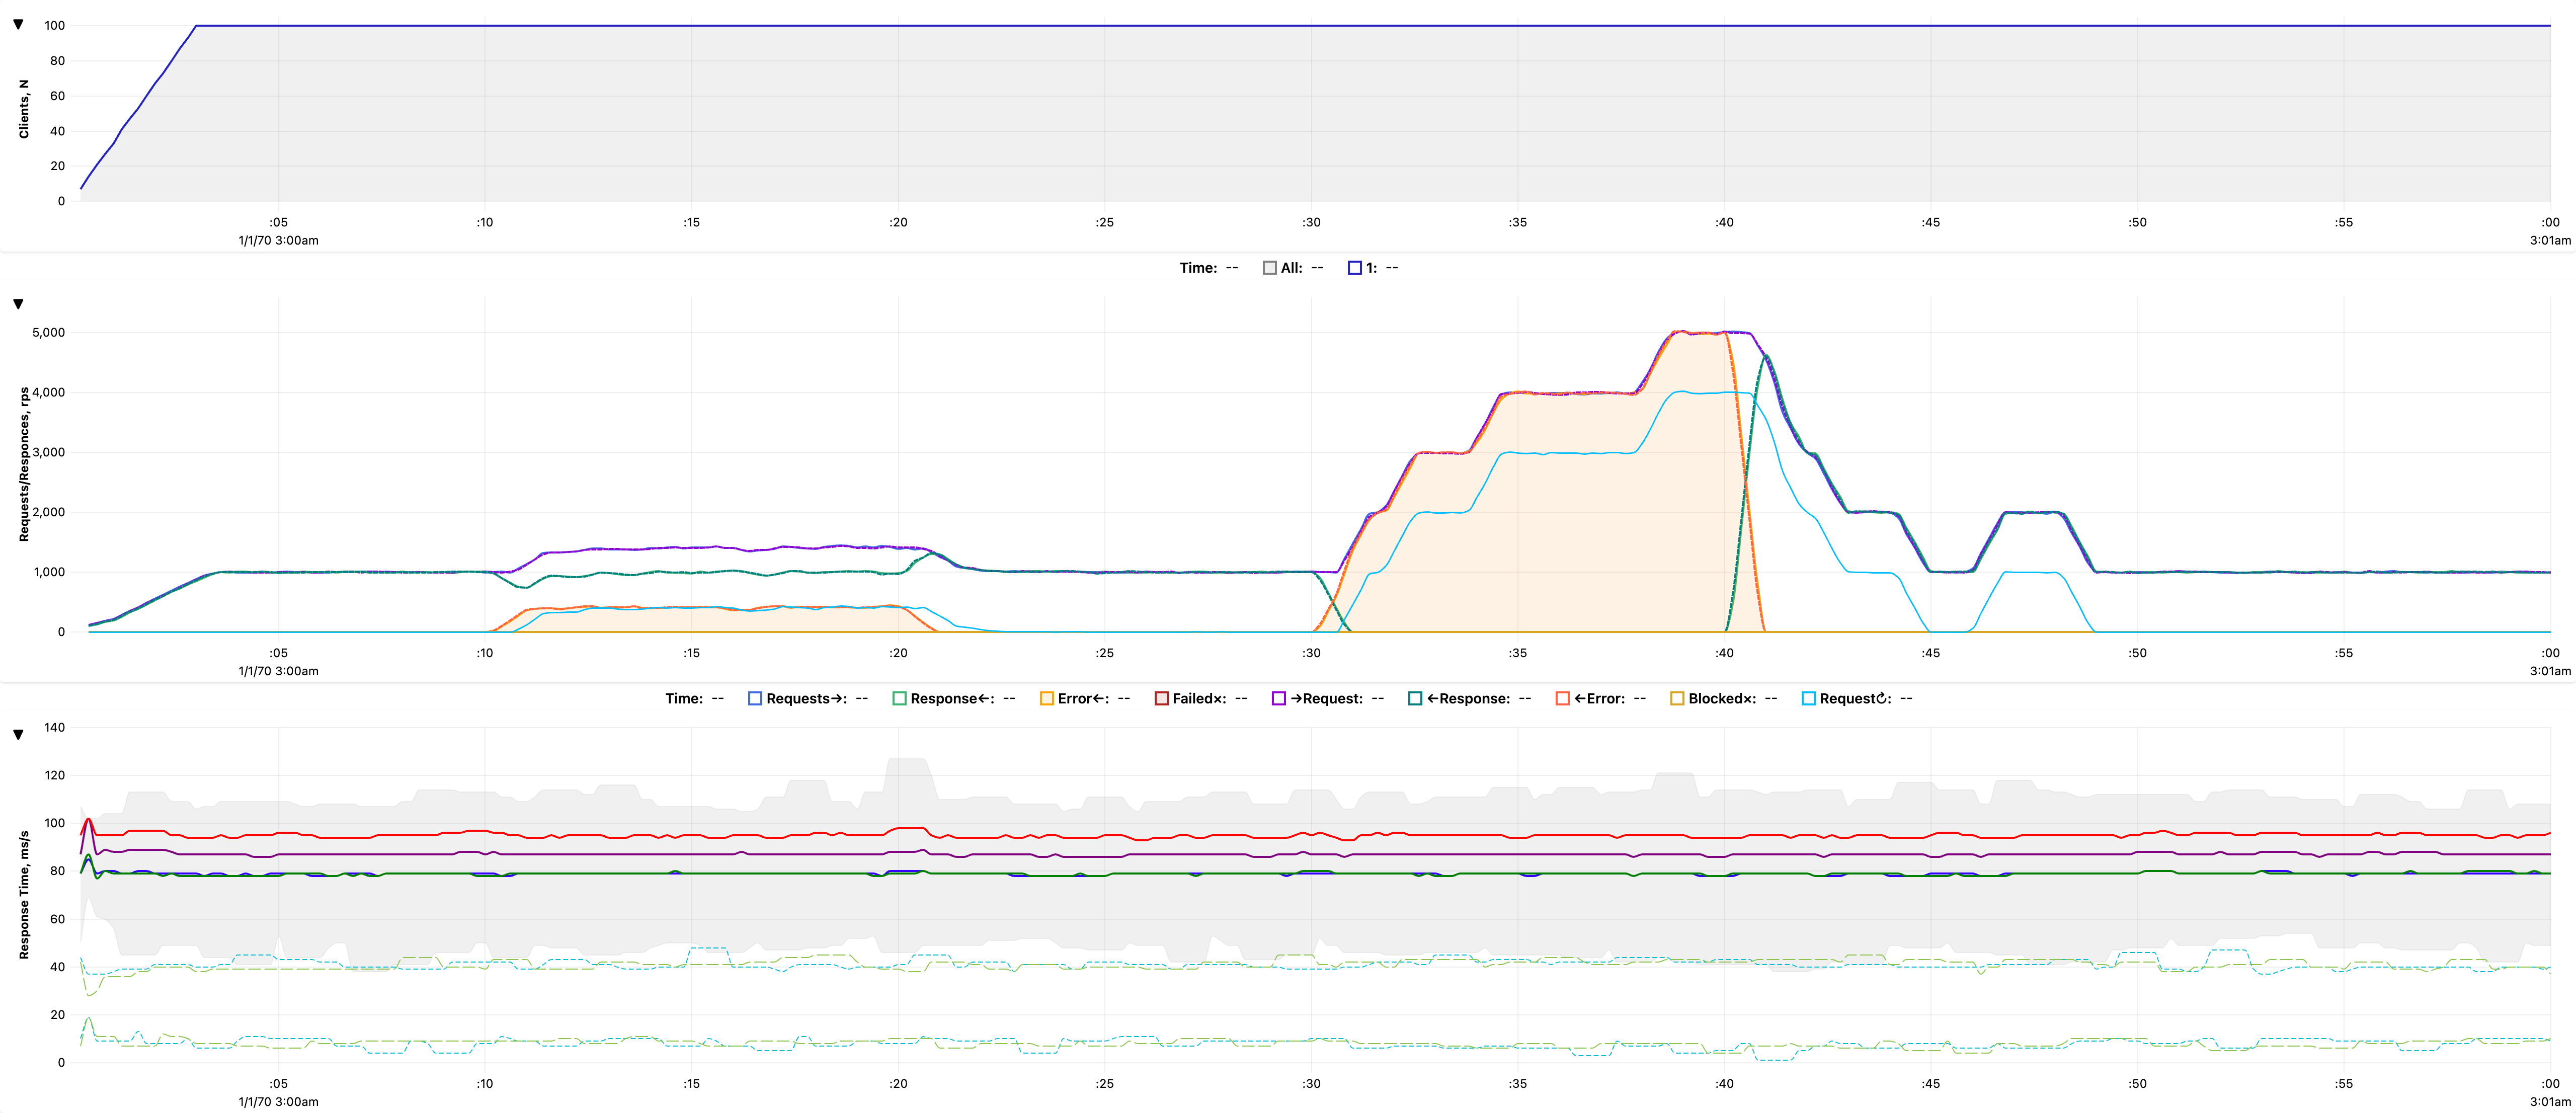 ▼
Clients, N
100
80
60
40
20
0
:05 :10 :15 :20 :25 :30 :35 :40 :45 :50 :55 :00
1/1/70 3:00am 3:01am
Time: -- All: -- 1: --
▼
Requests/Responces, rps
5,000
4,000
3,000
2,000
1,000
0
:05 :10 :15 :20 :25 :30 :35 :40 :45 :50 :55 :00
1/1/70 3:00am 3:01am
Time: -- Requests→: -- Response←: -- Error←: -- Failed×: -- →Request: -- ←Response: -- ←Error: -- Blocked×: -- Request↻: --
▼
Response Time, ms/s
140
120
100
80
60
40
20
0
:05 :10 :15 :20 :25 :30 :35 :40 :45 :50 :55 :00
1/1/70 3:00am 3:01am